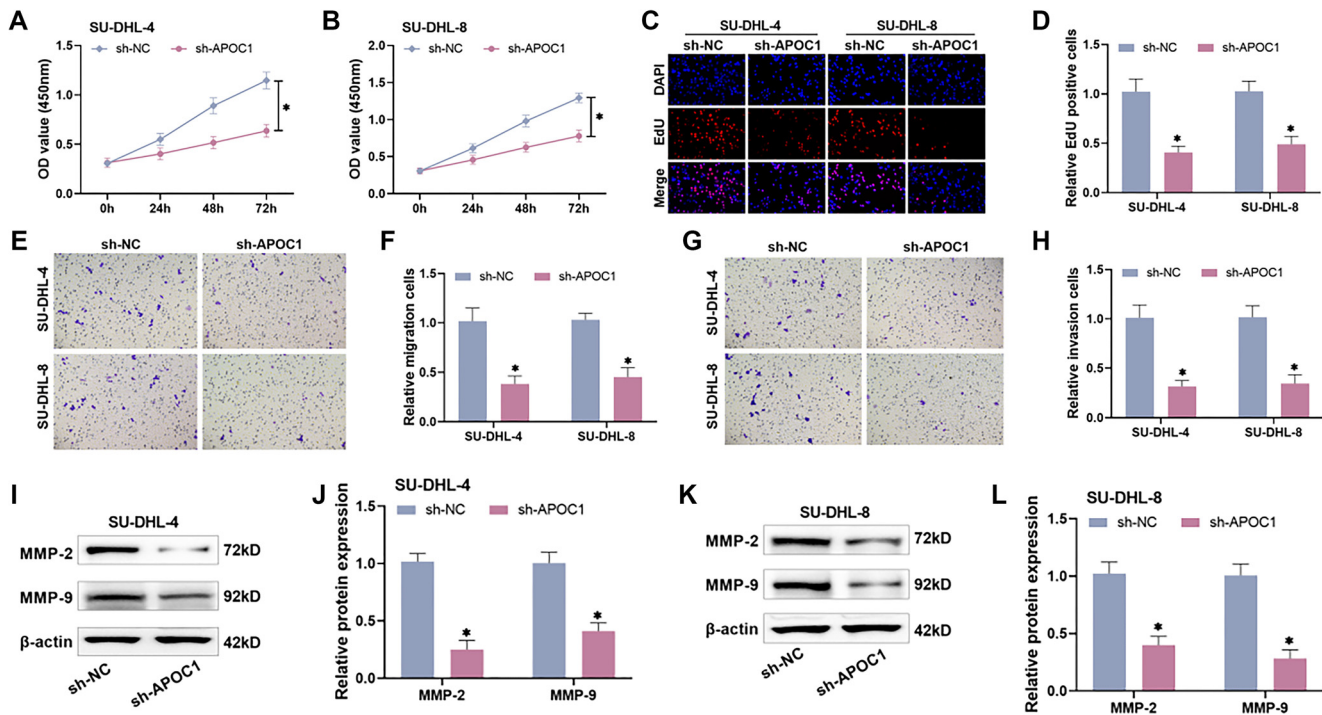 A
SU-DHL-4
sh-NC sh-APOC1
OD value (450nm)
1.5
1.0
0.5
0.0
0h 24h 48h 72h
*
B
SU-DHL-8
sh-NC sh-APOC1
OD value (450nm)
2.0
1.5
1.0
0.5
0.0
0h 24h 48h 72h
*
C
SU-DHL-4 SU-DHL-8
sh-NC sh-APOC1 sh-NC sh-APOC1
DAPI
EdU
Merge
D
sh-NC
sh-APOC1
Relative EdU positive cells
1.5
1.0
0.5
0.0
* *
SU-DHL-4 SU-DHL-8
E
sh-NC sh-APOC1
SU-DHL-4
SU-DHL-8
F
sh-NC sh-APOC1
Relative migration cells
1.5
1.0
0.5
0.0
* *
SU-DHL-4 SU-DHL-8
G
sh-NC sh-APOC1
SU-DHL-4
SU-DHL-8
H
sh-NC sh-APOC1
Relative invasion cells
1.5
1.0
0.5
0.0
* *
SU-DHL-4 SU-DHL-8
I
SU-DHL-4
MMP-2 72kD
MMP-9 92kD
β-actin 42kD
sh-NC sh-APOC1
J
SU-DHL-4
sh-NC sh-APOC1
Relative protein expression
1.5
1.0
0.5
0.0
* *
MMP-2 MMP-9
K
SU-DHL-8
MMP-2 72kD
MMP-9 92kD
β-actin 42kD
sh-NC sh-APOC1
L
SU-DHL-8
sh-NC sh-APOC1
Relative protein expression
1.5
1.0
0.5
0.0
* *
MMP-2 MMP-9